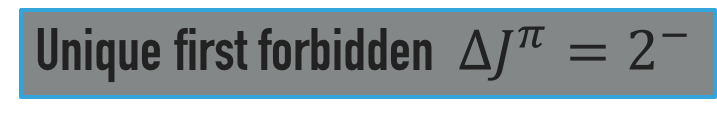 Unique first forbidden ΔJ^π = 2⁻